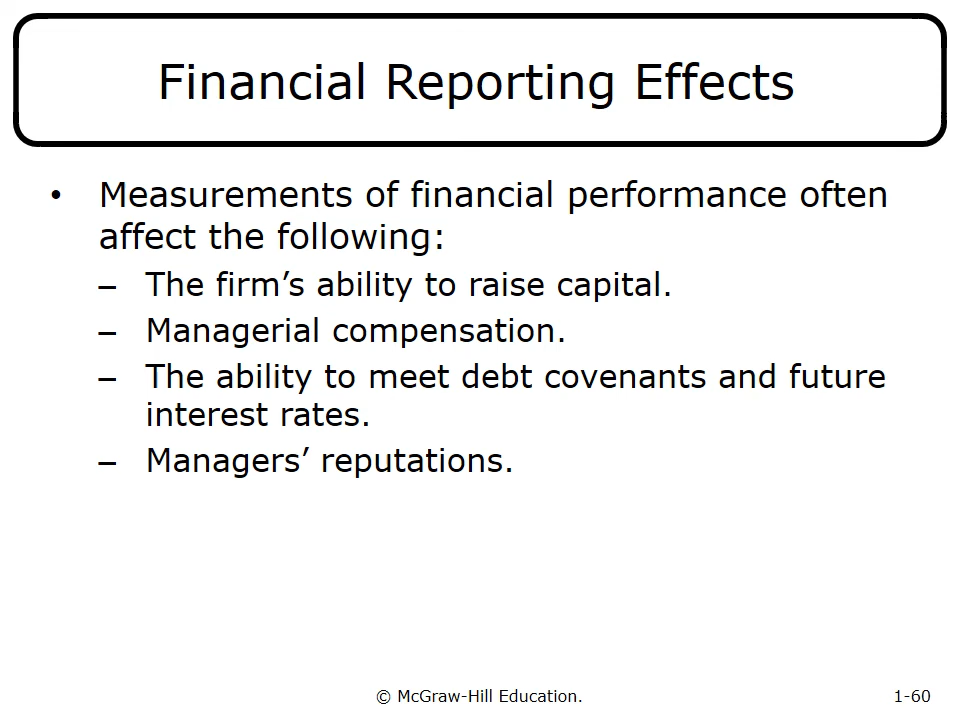 Financial Reporting Effects
• Measurements of financial performance often
affect the following:
– The firm’s ability to raise capital.
– Managerial compensation.
– The ability to meet debt covenants and future
interest rates.
– Managers’ reputations.
© McGraw-Hill Education.
1-60